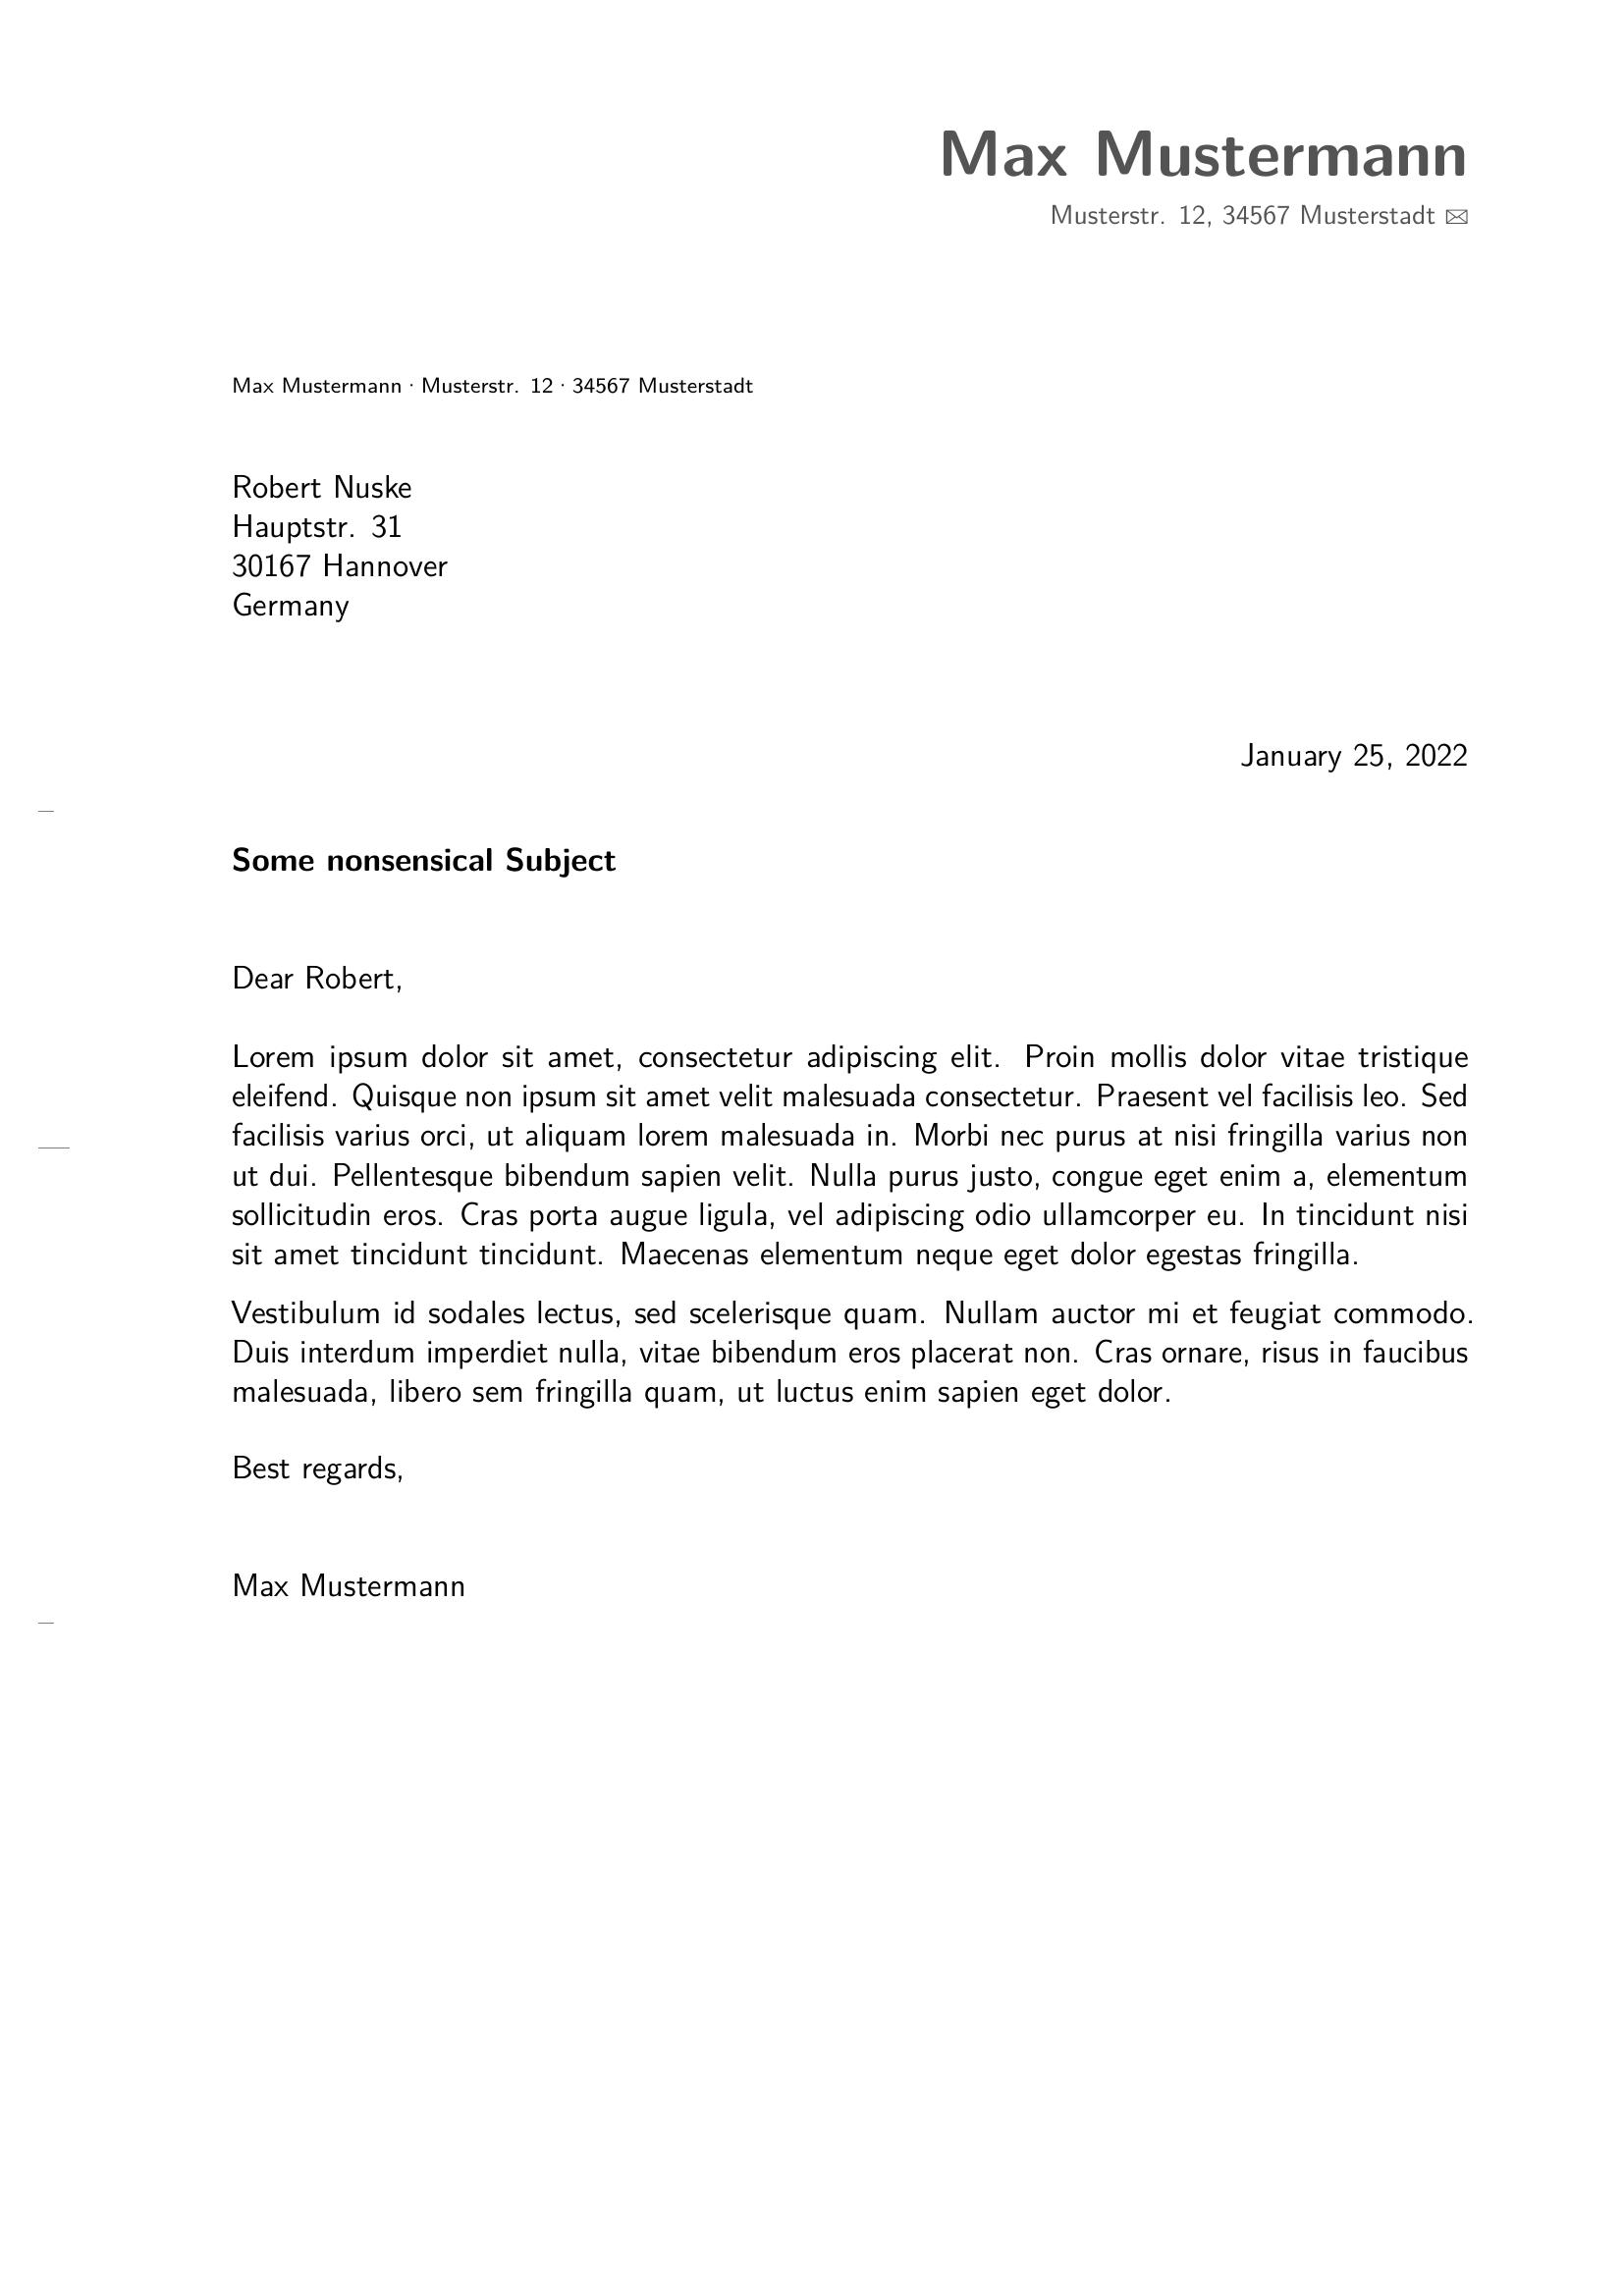 Max Mustermann
Musterstr. 12, 34567 Musterstadt
Max Mustermann · Musterstr. 12 · 34567 Musterstadt
Robert Nuske
Hauptstr. 31
30167 Hannover
Germany
January 25, 2022
Some nonsensical Subject
Dear Robert,
Lorem ipsum dolor sit amet, consectetur adipiscing elit. Proin mollis dolor vitae tristique
eleifend. Quisque non ipsum sit amet velit malesuada consectetur. Praesent vel facilisis leo. Sed
facilisis varius orci, ut aliquam lorem malesuada in. Morbi nec purus at nisi fringilla varius non
ut dui. Pellentesque bibendum sapien velit. Nulla purus justo, congue eget enim a, elementum
sollicitudin eros. Cras porta augue ligula, vel adipiscing odio ullamcorper eu. In tincidunt nisi
sit amet tincidunt tincidunt. Maecenas elementum neque eget dolor egestas fringilla.
Vestibulum id sodales lectus, sed scelerisque quam. Nullam auctor mi et feugiat commodo.
Duis interdum imperdiet nulla, vitae bibendum eros placerat non. Cras ornare, risus in faucibus
malesuada, libero sem fringilla quam, ut luctus enim sapien eget dolor.
Best regards,
Max Mustermann